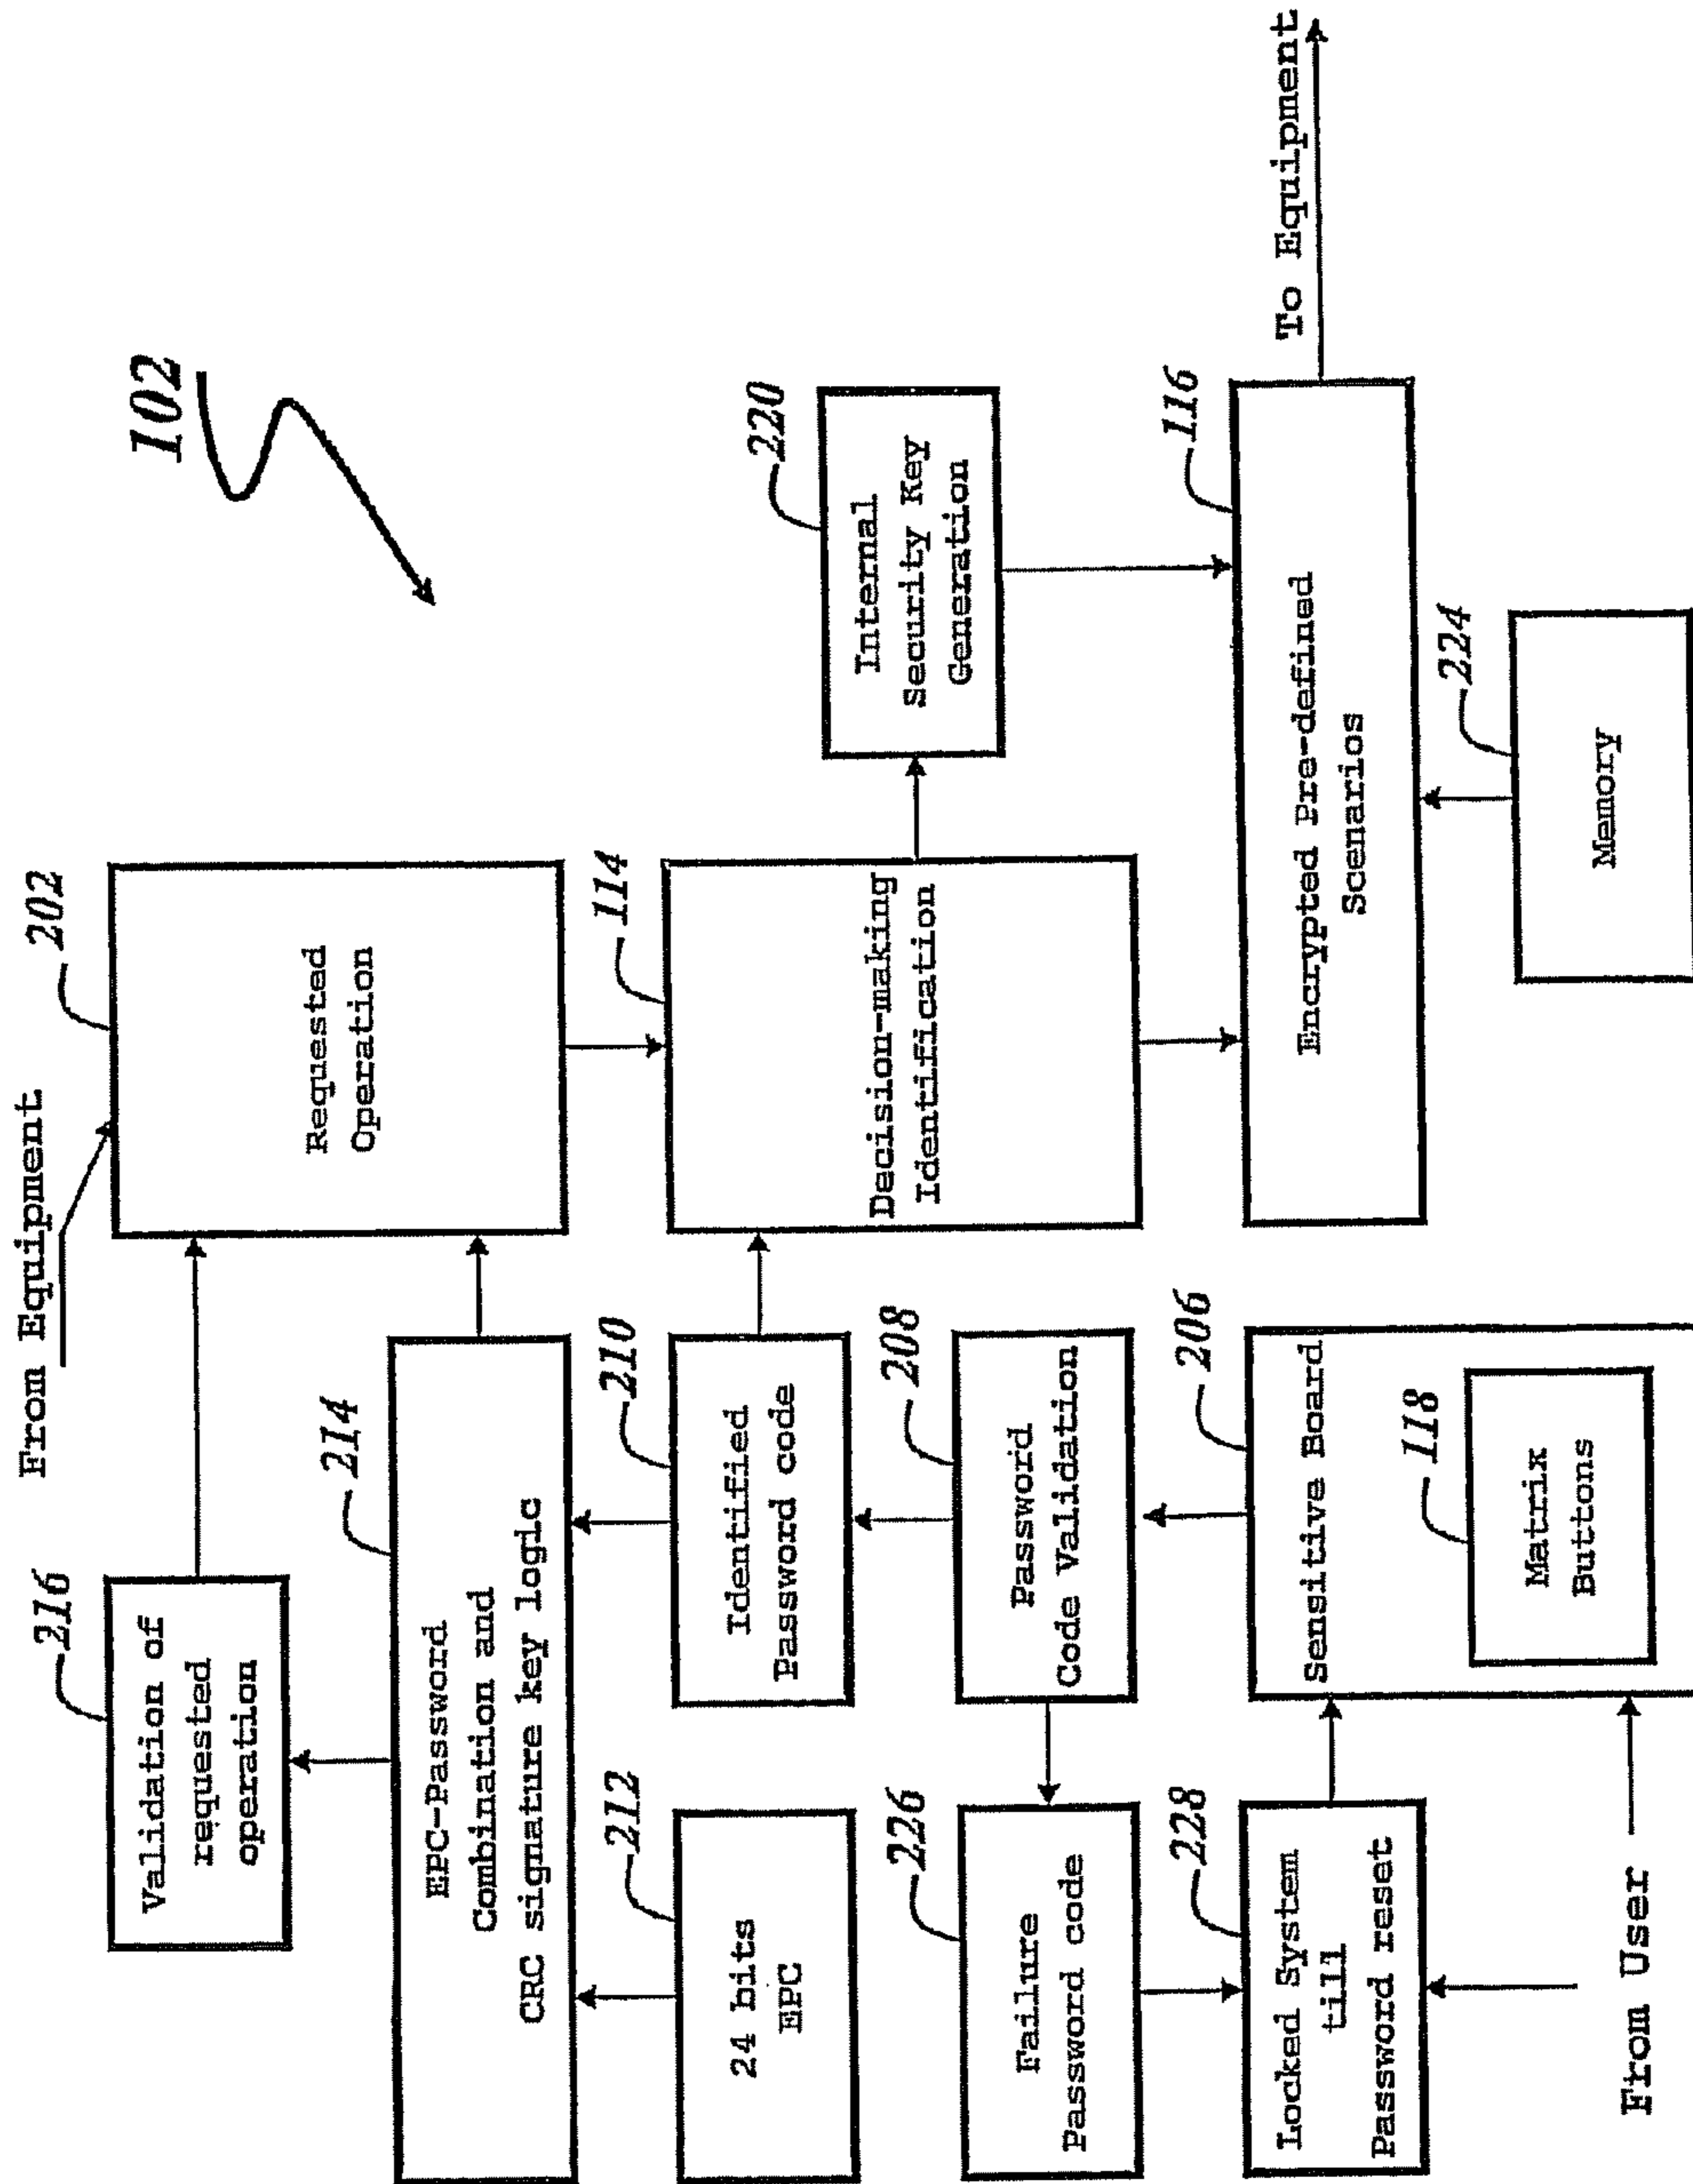 From Equipment
102
216
Validation of
requested
operation
202
Requested
Operation
214
EPC-Password
Combination and
CRC signature key logic
212
24 bits
EPC
210
Identified
Password code
114
Decision-making
Identification
220
Internal
Security Key
Generation
226
Failure
Password code
208
Password
Code Validation
228
Locked System
till
Password reset
206
Sensitive Board
118
Matrix
Buttons
116
Encrypted Pre-defined
Scenarios
To Equipment
224
Memory
From User